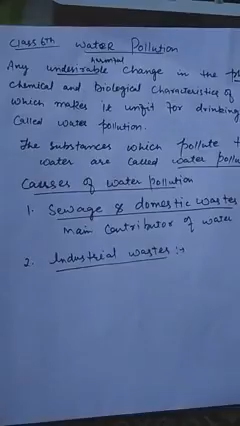 Class 6th Water Pollution
harmful
Any undesirable change in the
chemical and Biological Characteristics of
which makes it unfit for drinking
Called water pollution.
The substances which pollute
water are called water
Causes of water pollution
1. Sewage & domestic wastes
main Contributor of water
2. Industrial wastes :→